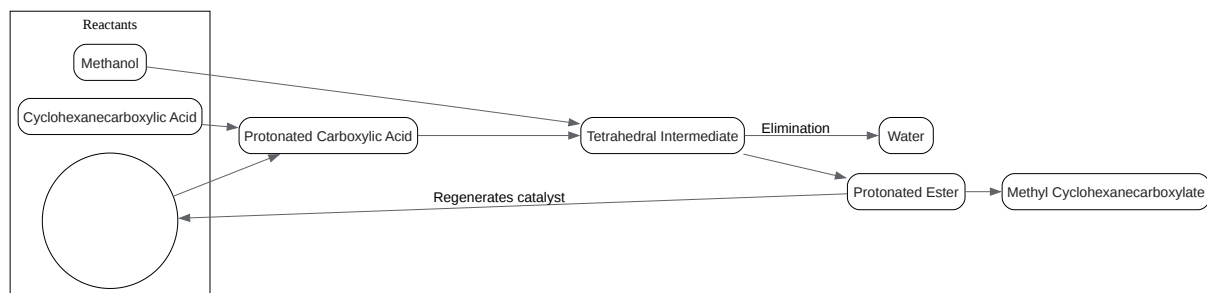 Reactants
Methanol
Cyclohexanecarboxylic Acid
Protonated Carboxylic Acid
Tetrahedral Intermediate
Elimination
Water
Regenerates catalyst
Protonated Ester
Methyl Cyclohexanecarboxylate